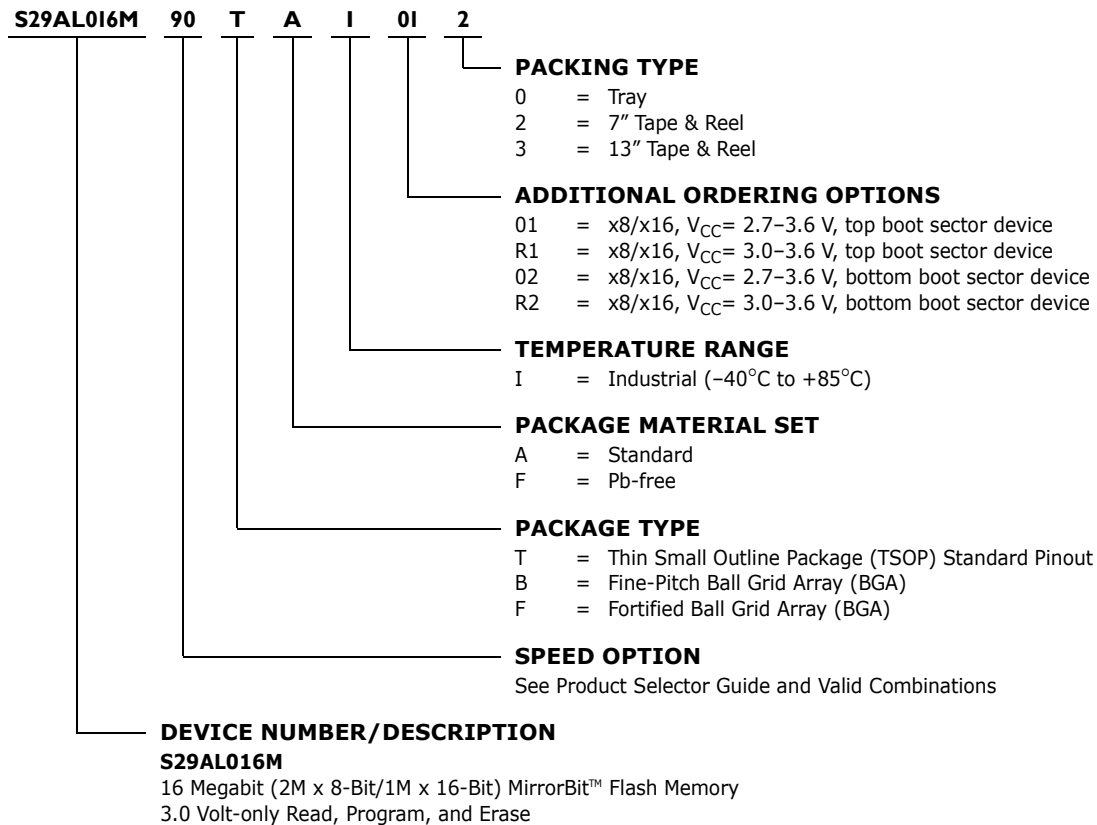 S29AL016M 90 T A I 01 2
PACKING TYPE
0 = Tray
2 = 7″ Tape & Reel
3 = 13″ Tape & Reel
ADDITIONAL ORDERING OPTIONS
01 = x8/x16, VCC= 2.7–3.6 V, top boot sector device
R1 = x8/x16, VCC= 3.0–3.6 V, top boot sector device
02 = x8/x16, VCC= 2.7–3.6 V, bottom boot sector device
R2 = x8/x16, VCC= 3.0–3.6 V, bottom boot sector device
TEMPERATURE RANGE
I = Industrial (–40°C to +85°C)
PACKAGE MATERIAL SET
A = Standard
F = Pb-free
PACKAGE TYPE
T = Thin Small Outline Package (TSOP) Standard Pinout
B = Fine-Pitch Ball Grid Array (BGA)
F = Fortified Ball Grid Array (BGA)
SPEED OPTION
See Product Selector Guide and Valid Combinations
DEVICE NUMBER/DESCRIPTION
S29AL016M
16 Megabit (2M x 8-Bit/1M x 16-Bit) MirrorBit™ Flash Memory
3.0 Volt-only Read, Program, and Erase